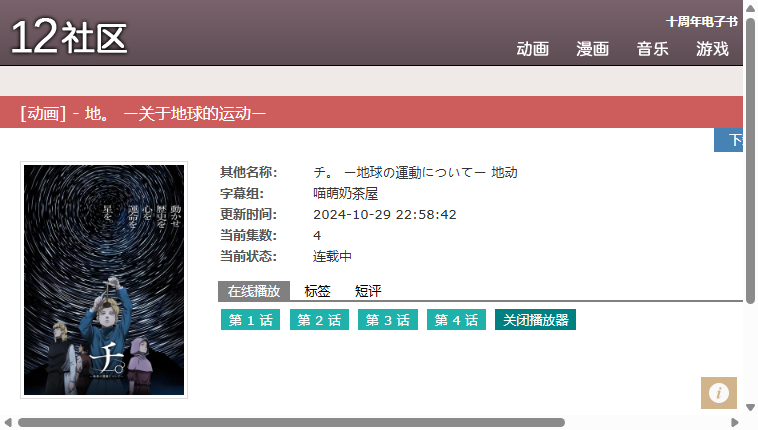 12社区
十周年电子书
动画 漫画 音乐 游戏
[动画] - 地。 ー关于地球的运动ー
其他名称: チ。 ー地球の運動についてー 地动
字幕组: 喵萌奶茶屋
更新时间: 2024-10-29 22:58:42
当前集数: 4
当前状态: 连载中
在线播放 标签 短评
第 1 话 第 2 话 第 3 话 第 4 话 关闭播放器
動かせ
歴史を
心を
運命を
星を
チ。